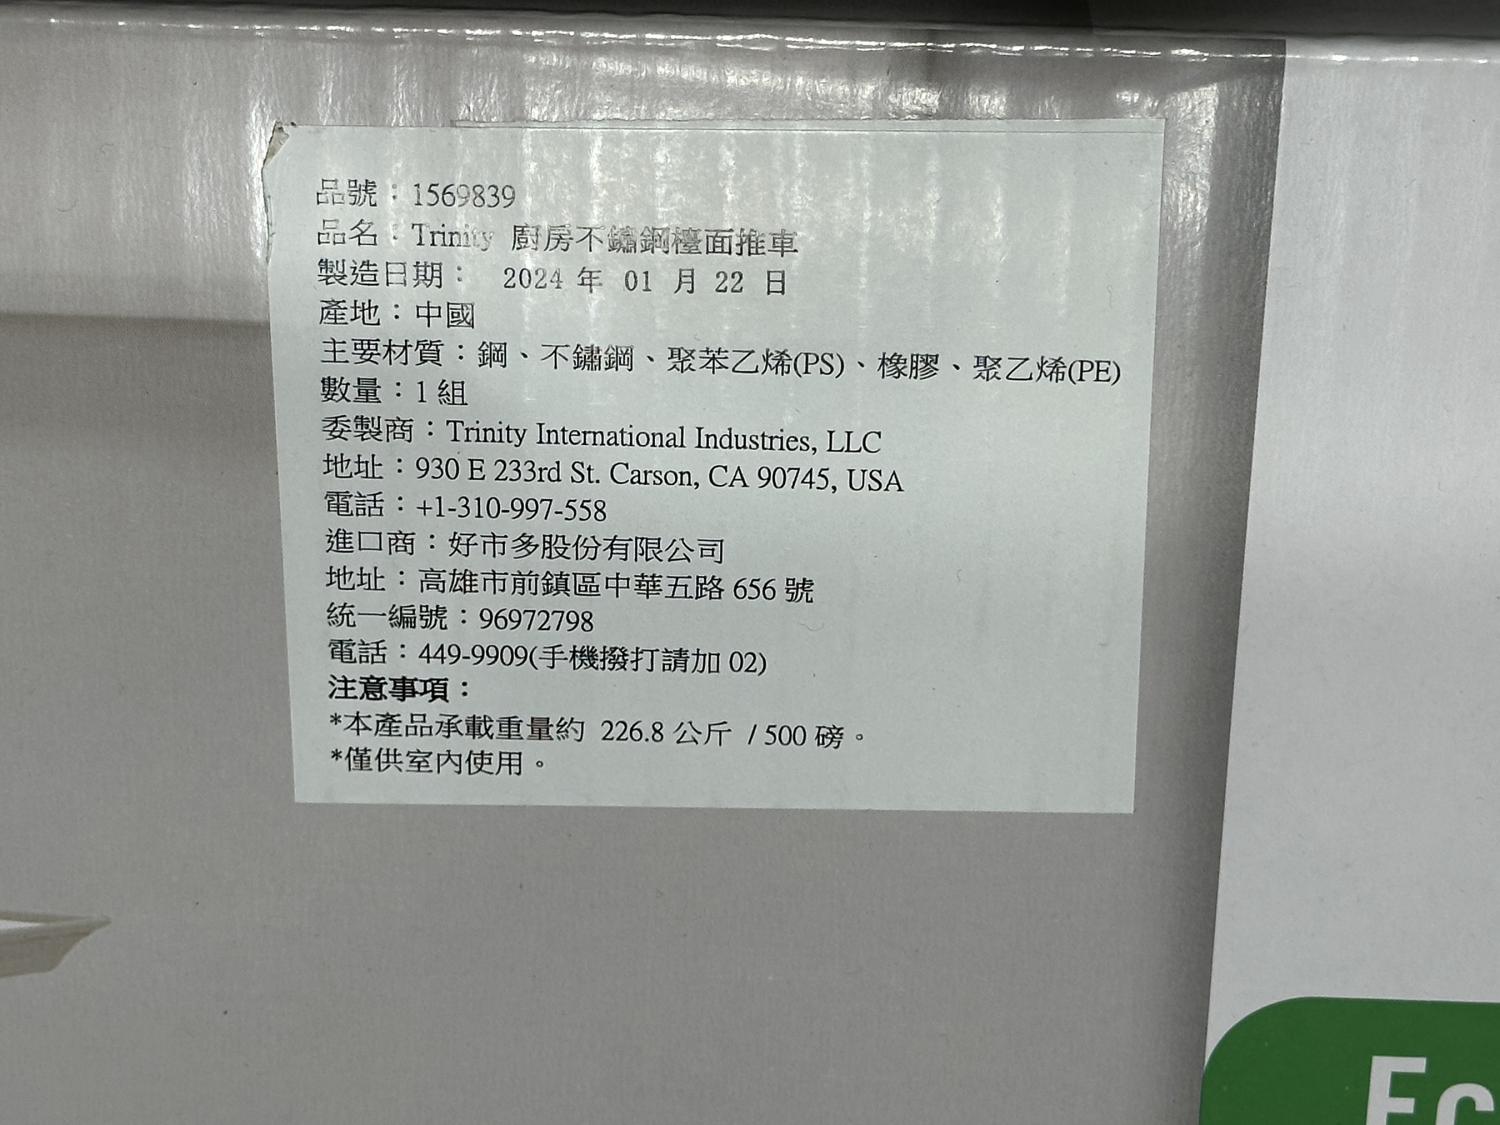 品號：1569839
品名：Trinity 廚房不鏽鋼檯面推車
製造日期： 2024 年 01 月 22 日
產地：中國
主要材質：鋼、不鏽鋼、聚苯乙烯(PS)、橡膠、聚乙烯(PE)
數量：1 組
委製商：Trinity International Industries, LLC
地址：930 E 233rd St. Carson, CA 90745, USA
電話：+1-310-997-558
進口商：好市多股份有限公司
地址：高雄市前鎮區中華五路 656 號
統一編號：96972798
電話：449-9909(手機撥打請加 02)
注意事項：
*本產品承載重量約 226.8 公斤 / 500 磅。
*僅供室內使用。